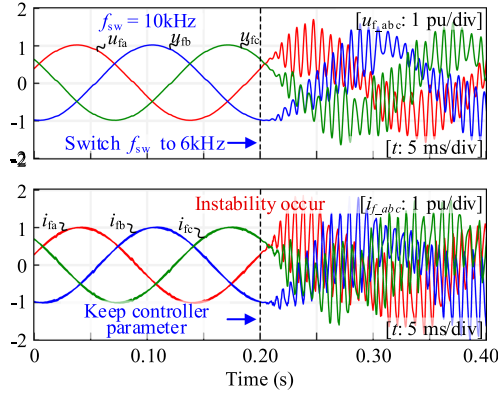 2
f_sw = 10kHz
[u_f_abc: 1 pu/div]
u_fa
u_fb
u_fc
1
0
-1
Switch f_sw to 6kHz
[t: 5 ms/div]
-2
2
Instability occur
[i_f_abc: 1 pu/div]
i_fa
i_fb
i_fc
1
0
-1
Keep controller
parameter
[t: 5 ms/div]
-2
0
0.10
0.20
0.30
0.40
Time (s)